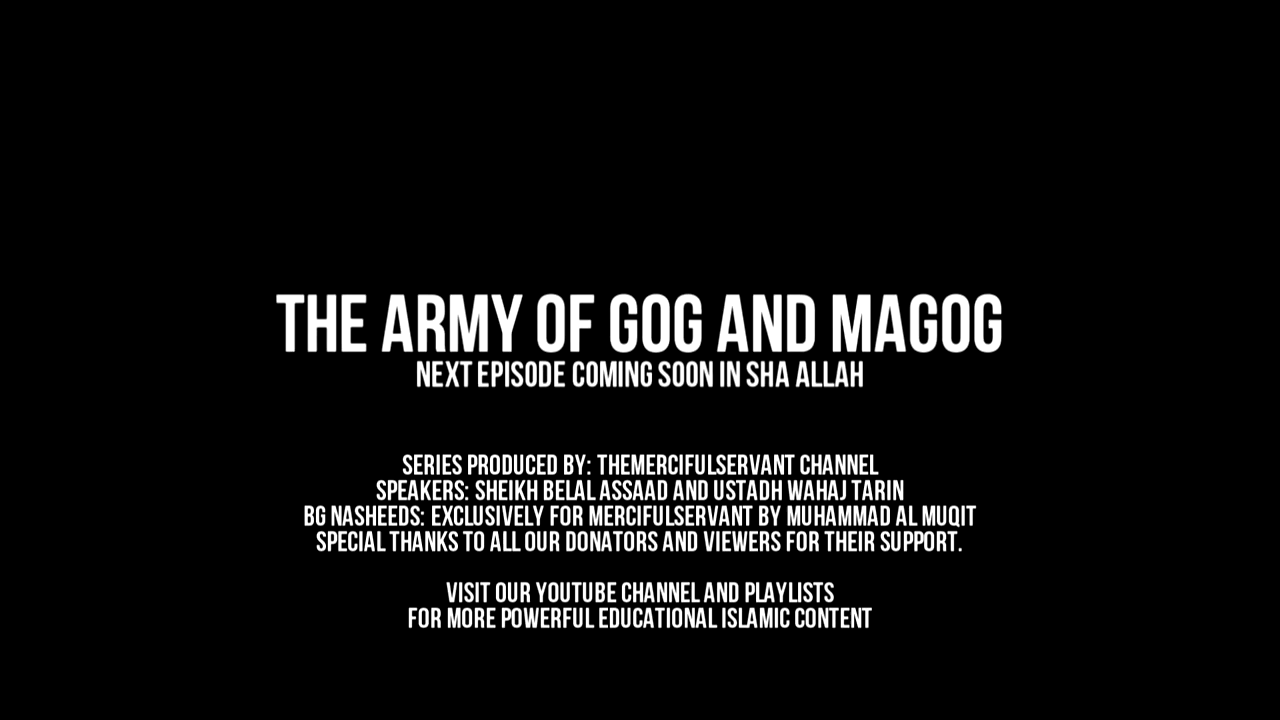 THE ARMY OF GOG AND MAGOG
NEXT EPISODE COMING SOON IN SHA ALLAH
SERIES PRODUCED BY: THEMERCIFULSERVANT CHANNEL
SPEAKERS: SHEIKH BELAL ASSAAD AND USTADH WAHAJ TARIN
BG NASHEEDS: EXCLUSIVELY FOR MERCIFULSERVANT BY MUHAMMAD AL MUQIT
SPECIAL THANKS TO ALL OUR DONATORS AND VIEWERS FOR THEIR SUPPORT.
VISIT OUR YOUTUBE CHANNEL AND PLAYLISTS
FOR MORE POWERFUL EDUCATIONAL ISLAMIC CONTENT